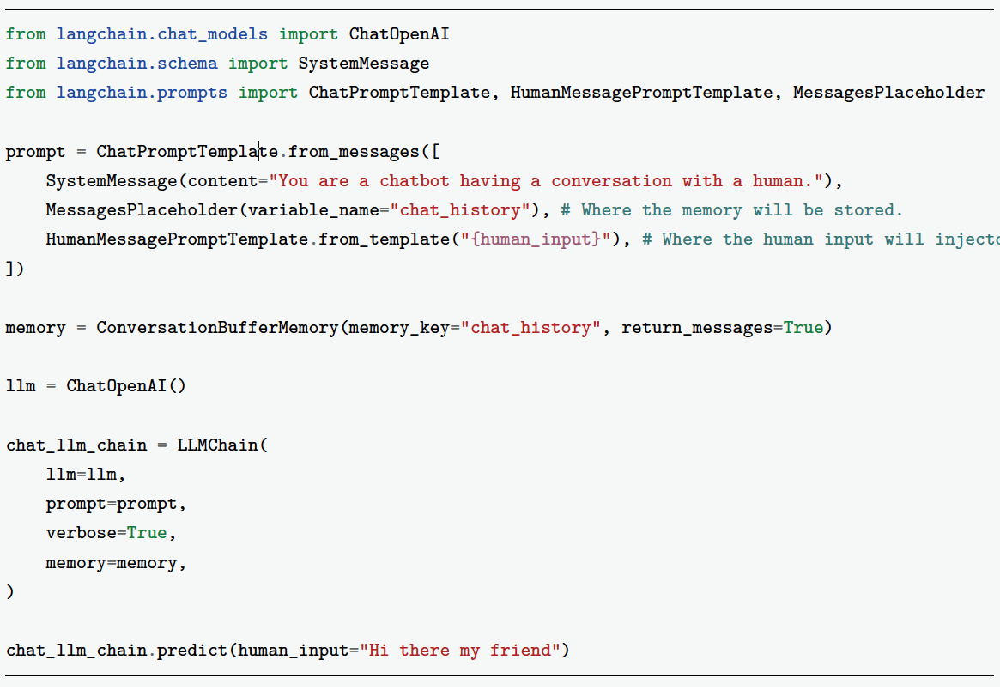 from langchain.chat_models import ChatOpenAI
from langchain.schema import SystemMessage
from langchain.prompts import ChatPromptTemplate, HumanMessagePromptTemplate, MessagesPlaceholder
prompt = ChatPromptTemplate.from_messages([
    SystemMessage(content="You are a chatbot having a conversation with a human."),
    MessagesPlaceholder(variable_name="chat_history"), # Where the memory will be stored.
    HumanMessagePromptTemplate.from_template("{human_input}"), # Where the human input will
])
memory = ConversationBufferMemory(memory_key="chat_history", return_messages=True)
llm = ChatOpenAI()
chat_llm_chain = LLMChain(
    llm=llm,
    prompt=prompt,
    verbose=True,
    memory=memory,
)
chat_llm_chain.predict(human_input="Hi there my friend")